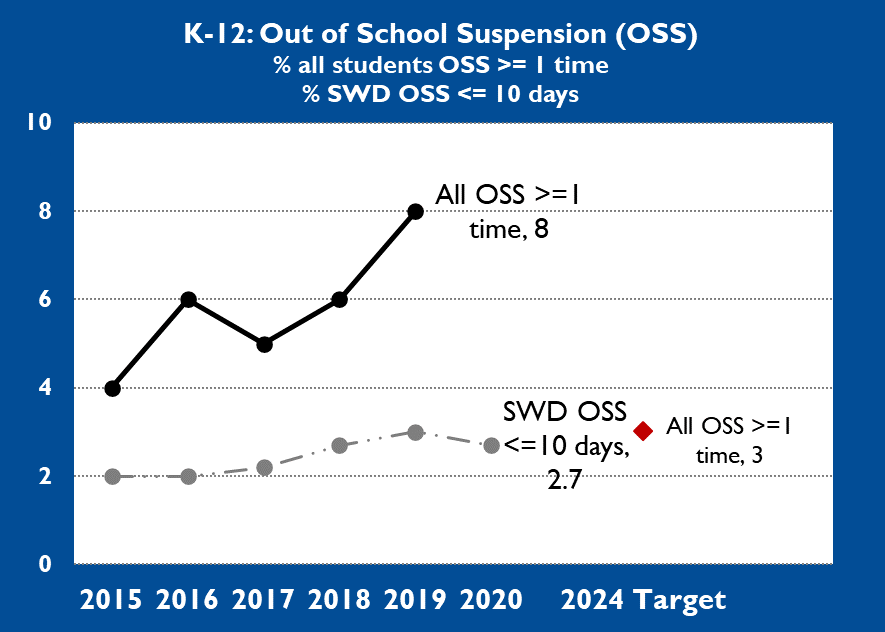 K-12: Out of School Suspension (OSS)
% all students OSS >= 1 time
% SWD OSS <= 10 days
10
8
6
4
2
0
All OSS >=1
time, 8
SWD OSS
<=10 days,
2.7
All OSS >=1
time, 3
2015 2016 2017 2018 2019 2020 2024 Target